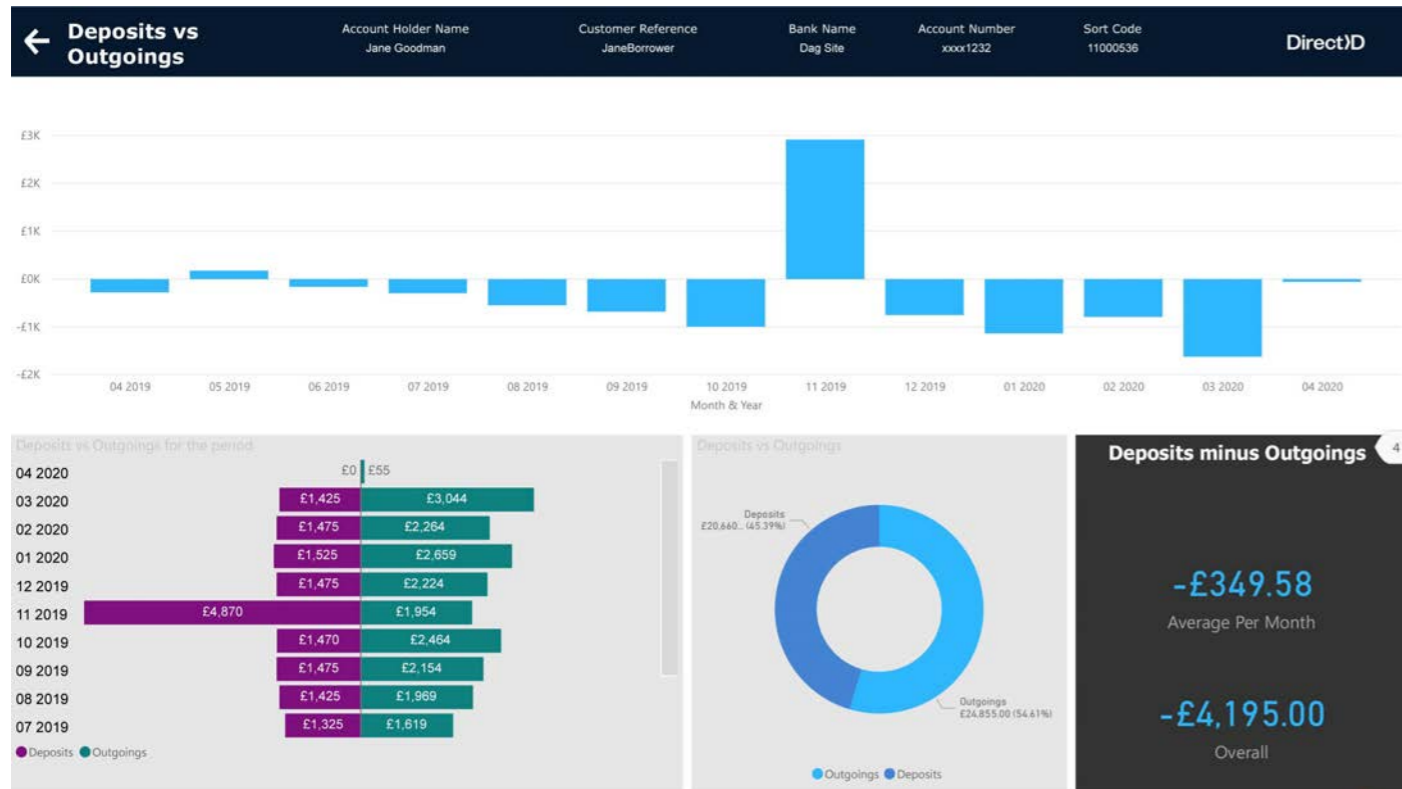 Deposits vs
Outgoings
Account Holder Name
Jane Goodman
Customer Reference
JaneBorrower
Bank Name
Dag Site
Account Number
xxxx1232
Sort Code
11000536
Direct)D
£3K
£2K
£1K
£0K
-£1K
-£2K
04 2019 05 2019 06 2019 07 2019 08 2019 09 2019 10 2019 11 2019 12 2019 01 2020 02 2020 03 2020 04 2020
Month & Year
Deposits vs Outgoings for the period
04 2020 £0 £55
03 2020 £1,425 £3,044
02 2020 £1,475 £2,264
01 2020 £1,525 £2,659
12 2019 £1,475 £2,224
11 2019 £4,870 £1,954
10 2019 £1,470 £2,464
09 2019 £1,475 £2,154
08 2019 £1,425 £1,969
07 2019 £1,325 £1,619
Deposits Outgoings
Deposits vs Outgoings
Deposits
£20,660... (45.39%)
Outgoings
£24,855.00 (54.61%)
Outgoings Deposits
Deposits minus Outgoings
4
-£349.58
Average Per Month
-£4,195.00
Overall